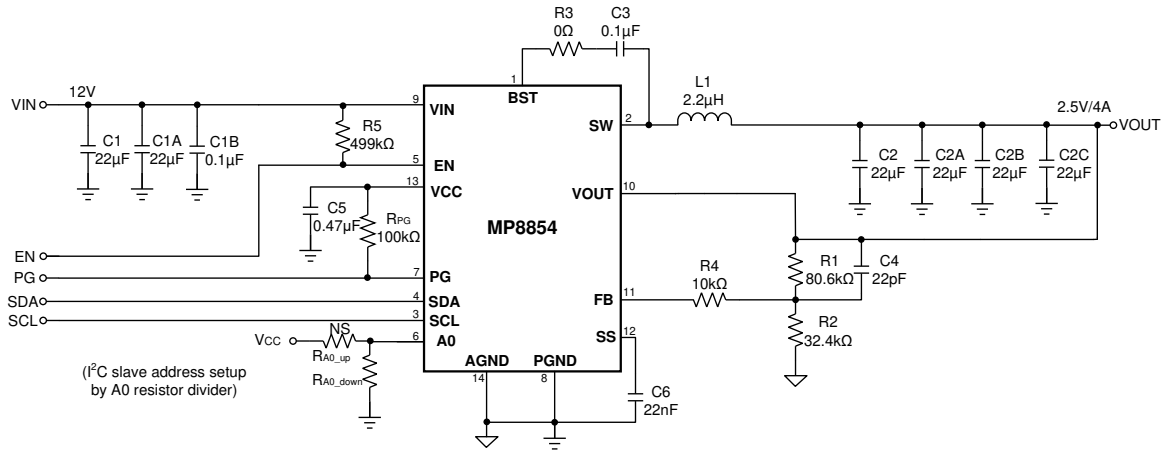 R3
0Ω
C3
0.1µF
1
BST
VIN
12V
9
VIN
C1
22µF
C1A
22µF
C1B
0.1µF
R5
499kΩ
5
EN
13
VCC
C5
0.47µF
RPG
100kΩ
EN
PG
7
PG
SDA
4
SDA
SCL
3
SCL
VCC
NS
6
A0
RA0_up
RA0_down
(I²C slave address setup
by A0 resistor divider)
MP8854
AGND
14
PGND
8
SW
2
L1
2.2µH
2.5V/4A
VOUT
C2
22µF
C2A
22µF
C2B
22µF
C2C
22µF
VOUT
10
R1
80.6kΩ
C4
22pF
R4
10kΩ
FB
11
R2
32.4kΩ
SS
12
C6
22nF